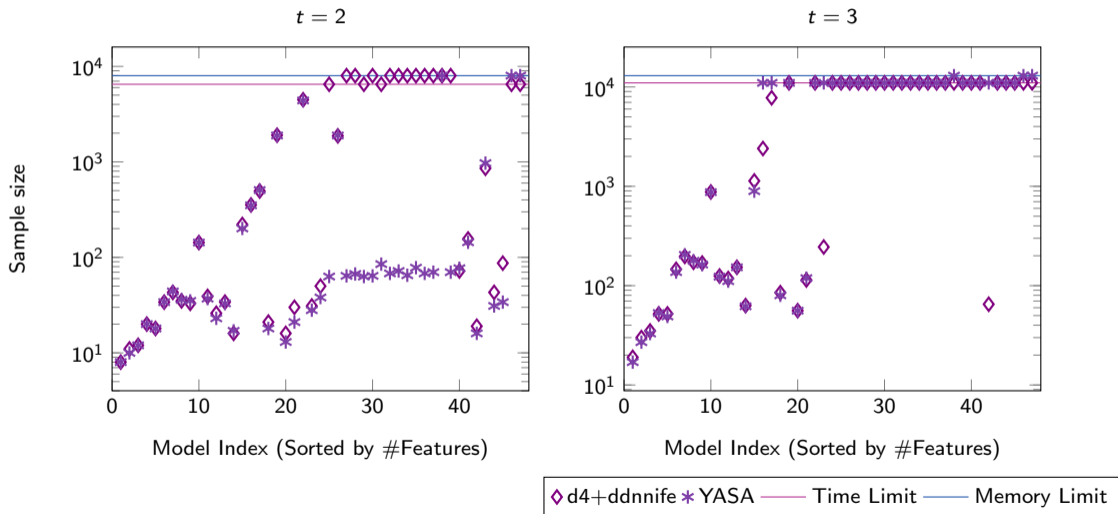 t = 2
t = 3
Sample size
10^4
10^3
10^2
10^1
0 10 20 30 40
Model Index (Sorted by #Features)
10^4
10^3
10^2
10^1
0 10 20 30 40
Model Index (Sorted by #Features)
d4+ddnnife YASA Time Limit Memory Limit